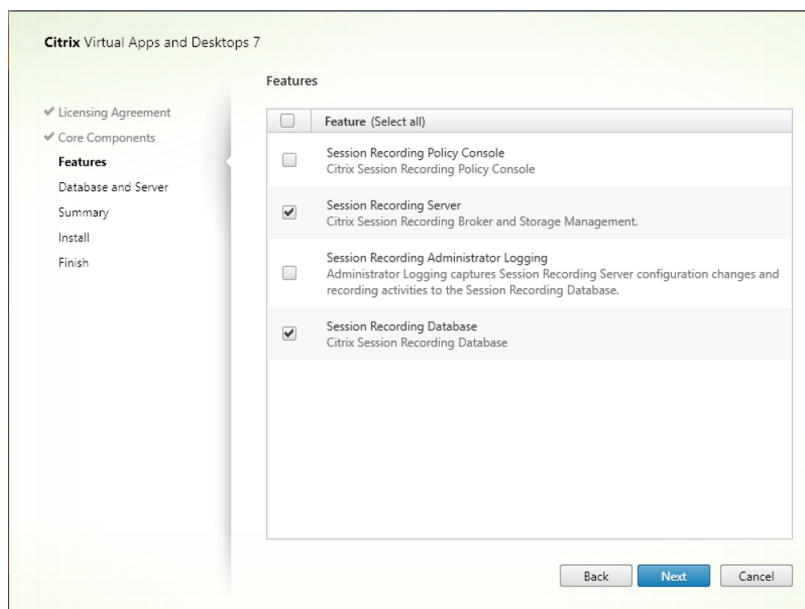 Citrix Virtual Apps and Desktops 7
Features
Licensing Agreement
Core Components
Features
Database and Server
Summary
Install
Finish
Feature (Select all)
Session Recording Policy Console
Citrix Session Recording Policy Console
Session Recording Server
Citrix Session Recording Broker and Storage Management.
Session Recording Administrator Logging
Administrator Logging captures Session Recording Server configuration changes and
recording activities to the Session Recording Database.
Session Recording Database
Citrix Session Recording Database
Back
Next
Cancel